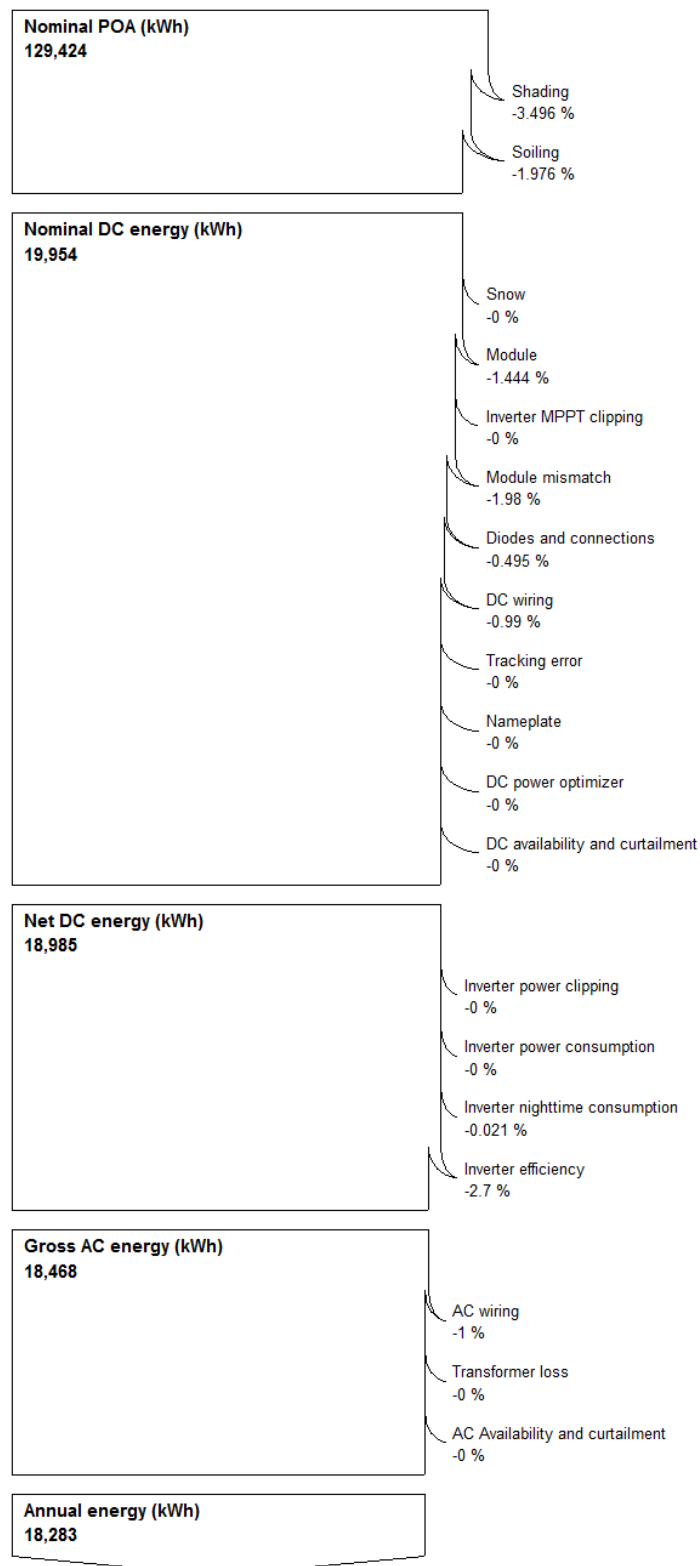 Nominal POA (kWh)
129,424
Shading
-3.496 %
Soiling
-1.976 %
Nominal DC energy (kWh)
19,954
Snow
-0 %
Module
-1.444 %
Inverter MPPT clipping
-0 %
Module mismatch
-1.98 %
Diodes and connections
-0.495 %
DC wiring
-0.99 %
Tracking error
-0 %
Nameplate
-0 %
DC power optimizer
-0 %
DC availability and curtailment
-0 %
Net DC energy (kWh)
18,985
Inverter power clipping
-0 %
Inverter power consumption
-0 %
Inverter nighttime consumption
-0.021 %
Inverter efficiency
-2.7 %
Gross AC energy (kWh)
18,468
AC wiring
-1 %
Transformer loss
-0 %
AC Availability and curtailment
-0 %
Annual energy (kWh)
18,283